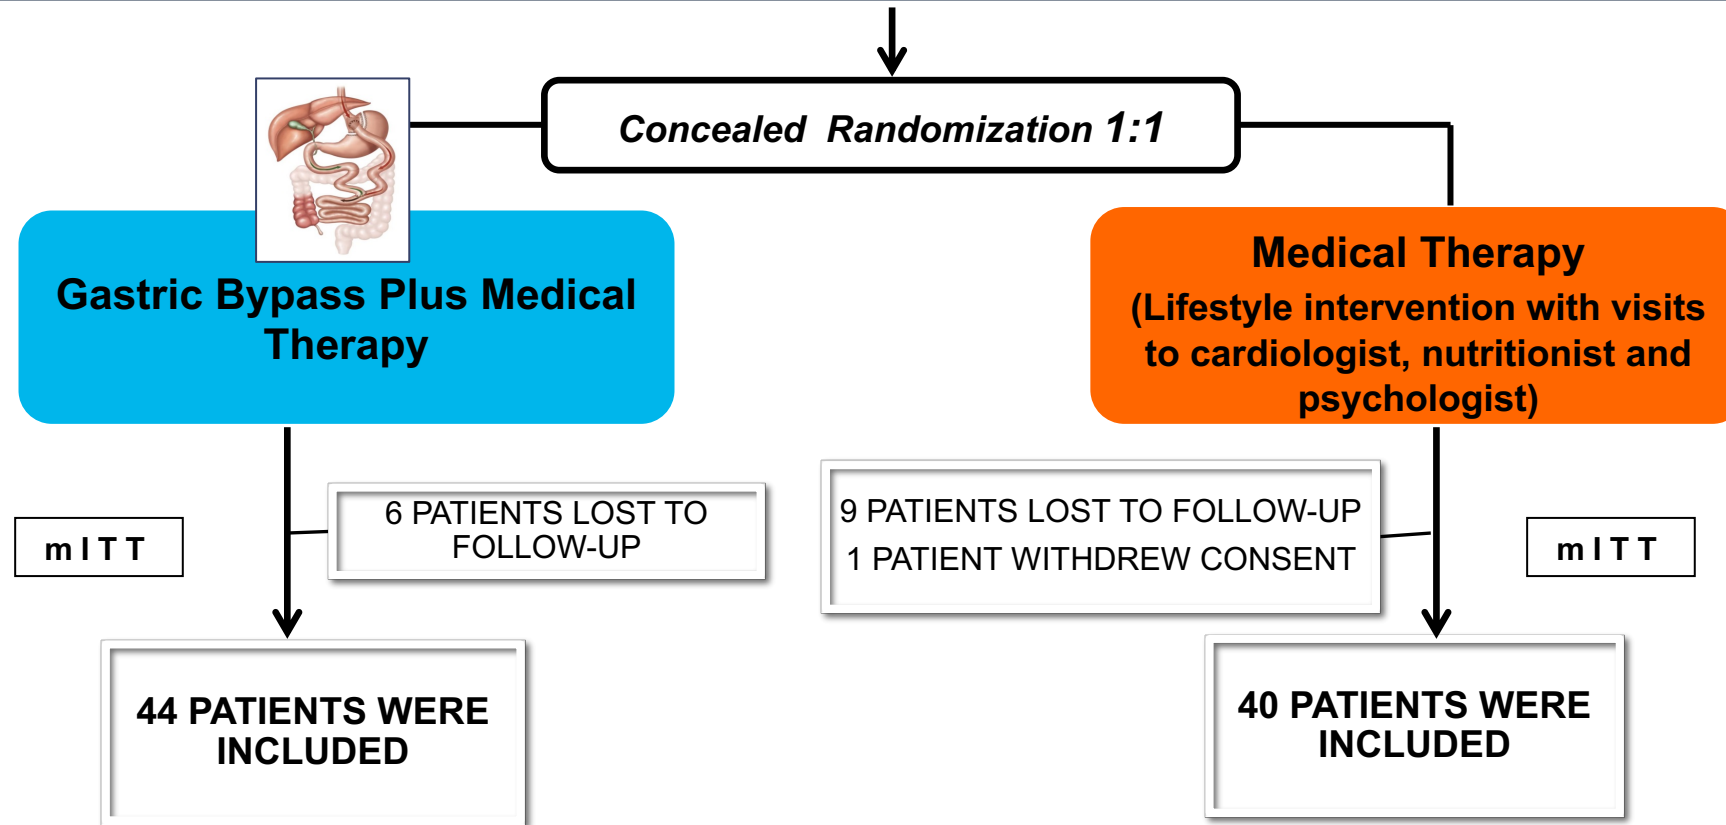 Concealed Randomization 1:1
Gastric Bypass Plus Medical
Therapy
Medical Therapy
(Lifestyle intervention with visits
to cardiologist, nutritionist and
psychologist)
mITT
6 PATIENTS LOST TO
FOLLOW-UP
9 PATIENTS LOST TO FOLLOW-UP
1 PATIENT WITHDREW CONSENT
mITT
44 PATIENTS WERE
INCLUDED
40 PATIENTS WERE
INCLUDED